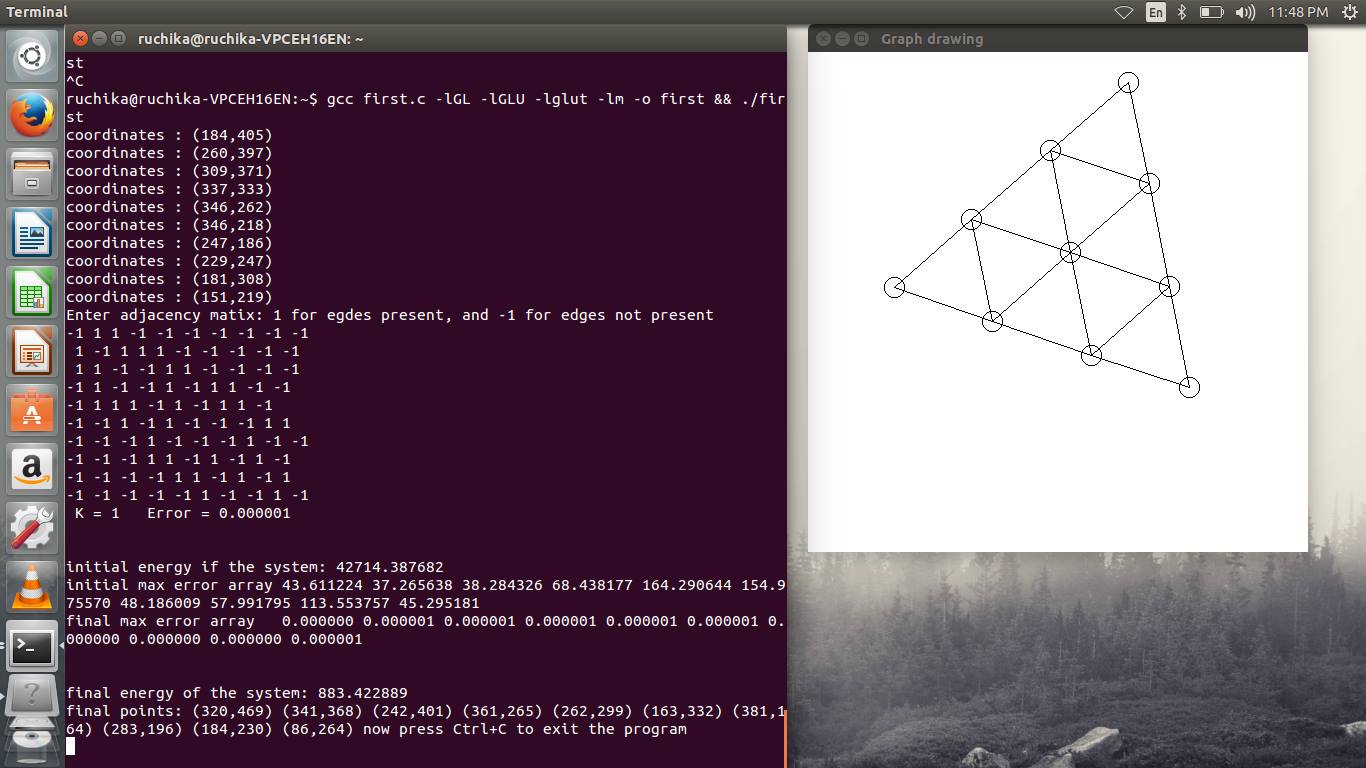 Terminal
En
11:48 PM
ruchika@ruchika-VPCEH16EN: ~
Graph drawing
st
^C
ruchika@ruchika-VPCEH16EN:~$ gcc first.c -lGL -lGLU -lglut -lm -o first && ./fir
st
coordinates : (184,405)
coordinates : (260,397)
coordinates : (309,371)
coordinates : (337,333)
coordinates : (346,262)
coordinates : (346,218)
coordinates : (247,186)
coordinates : (229,247)
coordinates : (181,308)
coordinates : (151,219)
Enter adjacency matix: 1 for egdes present, and -1 for edges not present
-1 1 1 -1 -1 -1 -1 -1 -1 -1
1 -1 1 1 1 -1 -1 -1 -1 -1
1 1 -1 -1 1 1 -1 -1 -1 -1
-1 1 -1 -1 1 -1 1 1 -1 -1
-1 1 1 1 -1 1 -1 1 1 -1
-1 -1 1 -1 1 -1 -1 -1 1 1
-1 -1 -1 1 -1 -1 -1 1 -1 -1
-1 -1 -1 1 1 -1 1 -1 1 -1
-1 -1 -1 -1 1 1 -1 1 -1 1
-1 -1 -1 -1 -1 1 -1 -1 1 -1
K = 1   Error = 0.000001
initial energy if the system: 42714.387682
initial max error array 43.611224 37.265638 38.284326 68.438177 164.290644 154.9
75570 48.186009 57.991795 113.553757 45.295181
final max error array   0.000000 0.000001 0.000001 0.000001 0.000001 0.000001 0.
000000 0.000000 0.000000 0.000001
final energy of the system: 883.422889
final points: (320,469) (341,368) (242,401) (361,265) (262,299) (163,332) (381,1
64) (283,196) (184,230) (86,264) now press Ctrl+C to exit the program